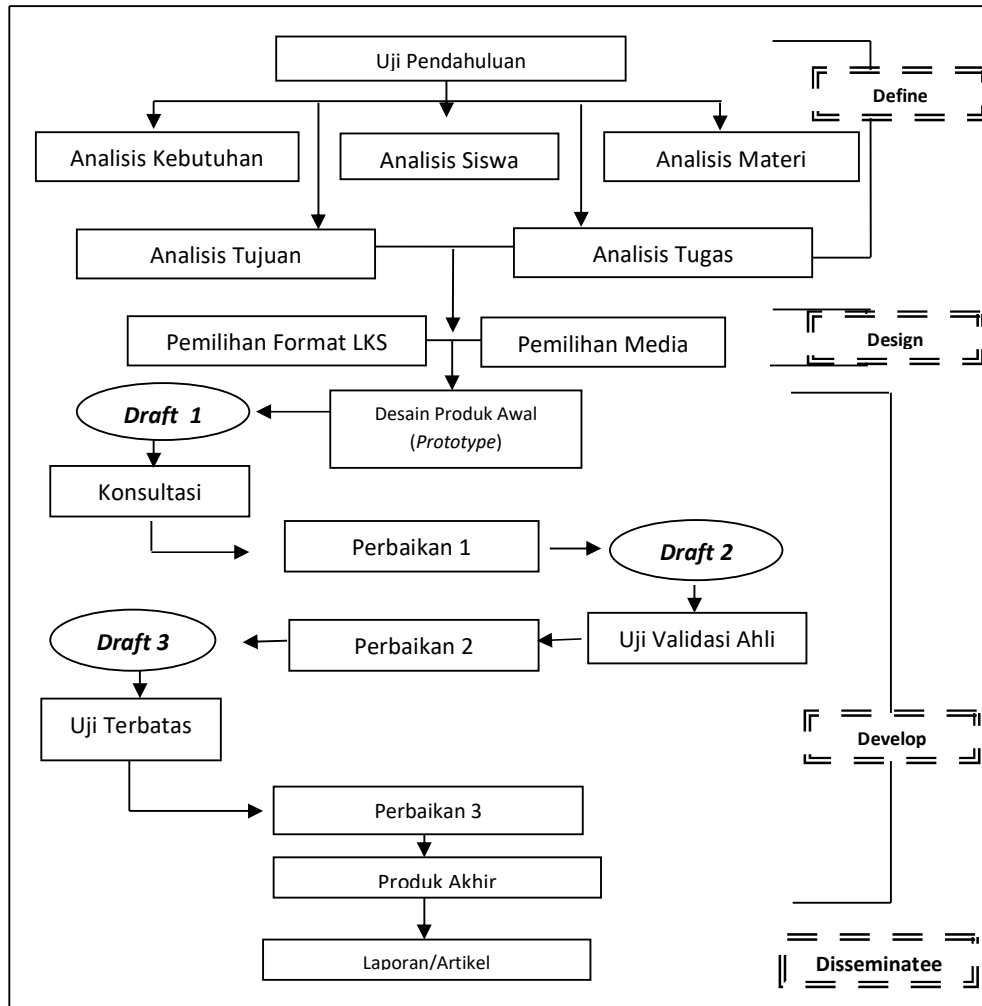 Uji Pendahuluan
Define
Analisis Kebutuhan
Analisis Siswa
Analisis Materi
Analisis Tujuan
Analisis Tugas
Pemilihan Format LKS
Pemilihan Media
Design
Draft 1
Desain Produk Awal
(Prototype)
Konsultasi
Perbaikan 1
Draft 2
Draft 3
Perbaikan 2
Uji Validasi Ahli
Uji Terbatas
Develop
Perbaikan 3
Produk Akhir
Laporan/Artikel
Disseminatee